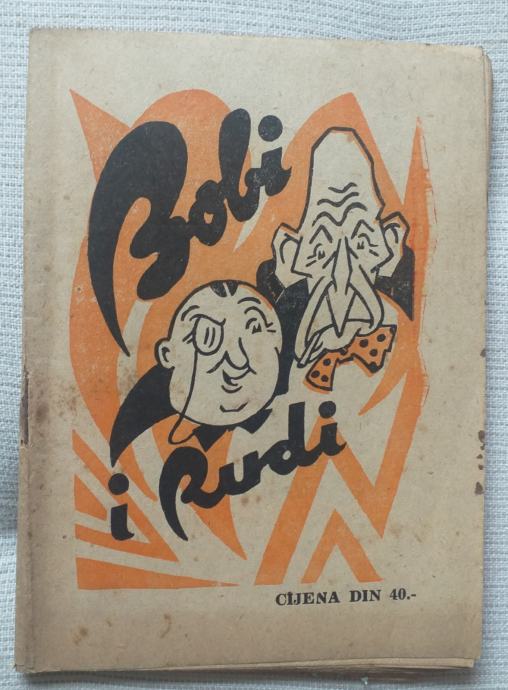 Bobi
i Rudi
CIJENA DIN 40.-